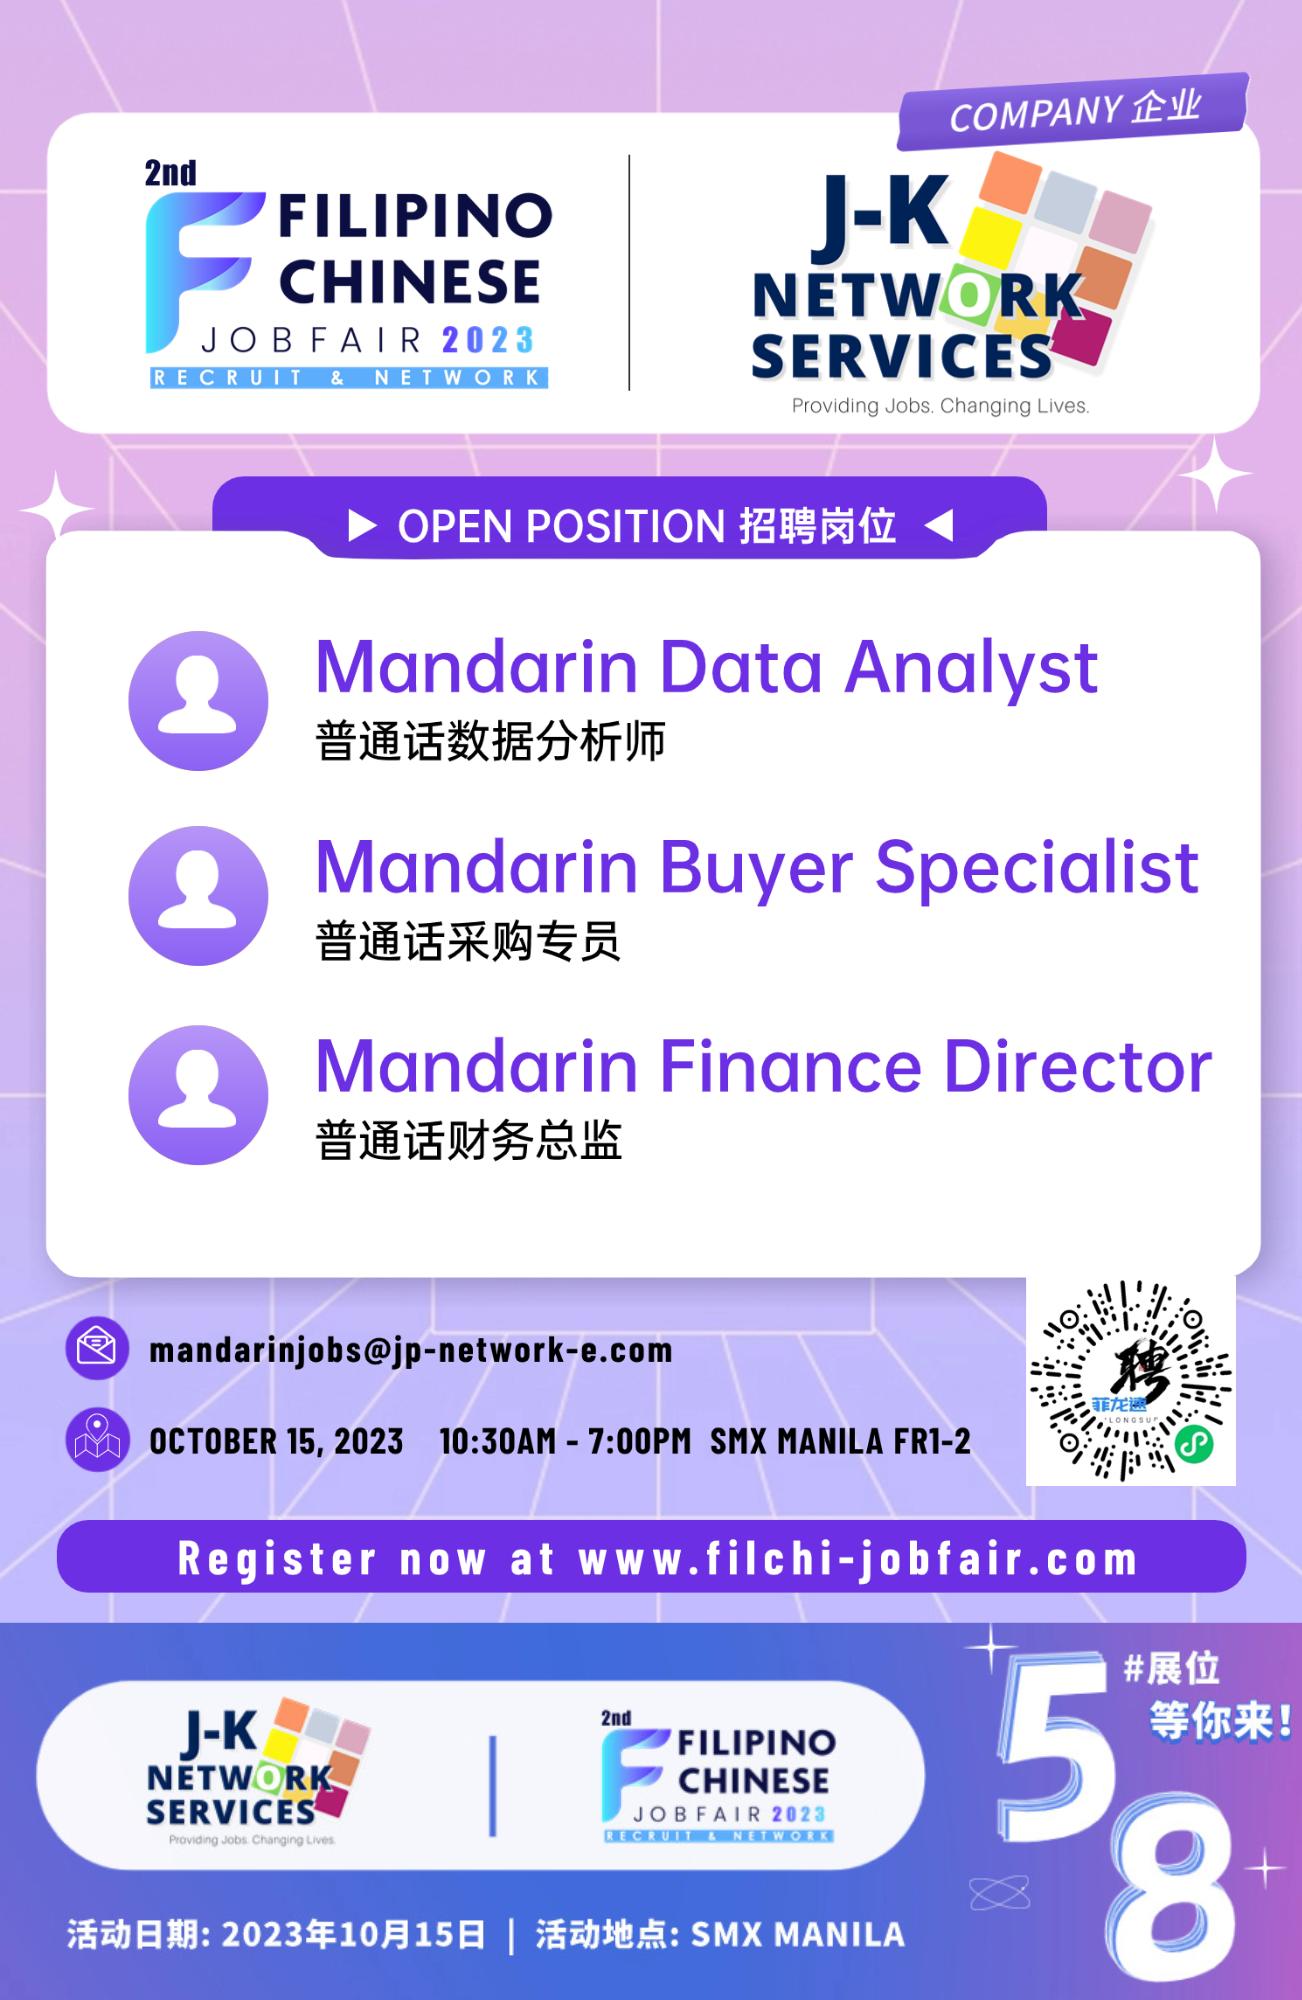 COMPANY 企业
2nd
FILIPINO
CHINESE
JOBFAIR 2023
RECRUIT & NETWORK
J-K
NETWORK
SERVICES
Providing Jobs. Changing Lives.
OPEN POSITION 招聘岗位
Mandarin Data Analyst
普通话数据分析师
Mandarin Buyer Specialist
普通话采购专员
Mandarin Finance Director
普通话财务总监
mandarinjobs@jp-network-e.com
OCTOBER 15, 2023 10:30AM - 7:00PM SMX MANILA FR1-2
聘
菲龙速
Register now at www.filchi-jobfair.com
J-K
NETWORK
SERVICES
Providing Jobs. Changing Lives.
2nd
FILIPINO
CHINESE
JOBFAIR 2023
RECRUIT & NETWORK
58
#展位
等你来!
活动日期: 2023年10月15日 | 活动地点: SMX MANILA